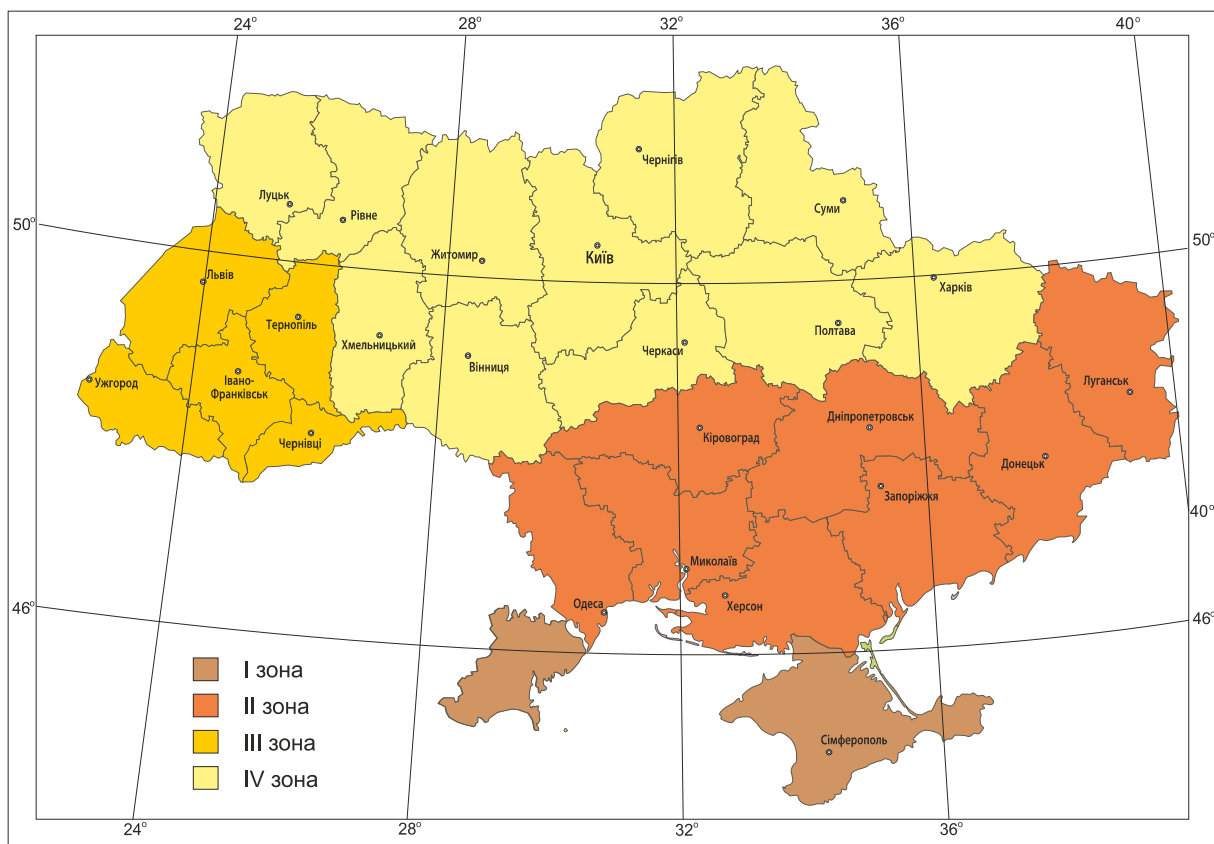 24°
28°
32°
36°
40°
Чернігів
Луцьк
Рівне
Суми
50°
50°
Житомир
Київ
Львів
Харків
Тернопіль
Хмельницький
Полтава
Черкаси
Вінниця
Ужгород
Івано-
Франківськ
Луганськ
Дніпропетровськ
Чернівці
Кіровоград
Донецьк
Запоріжжя
40°
Миколаїв
Одеса
Херсон
46°
46°
I зона
II зона
III зона
IV зона
Сімферополь
24°
28°
32°
36°